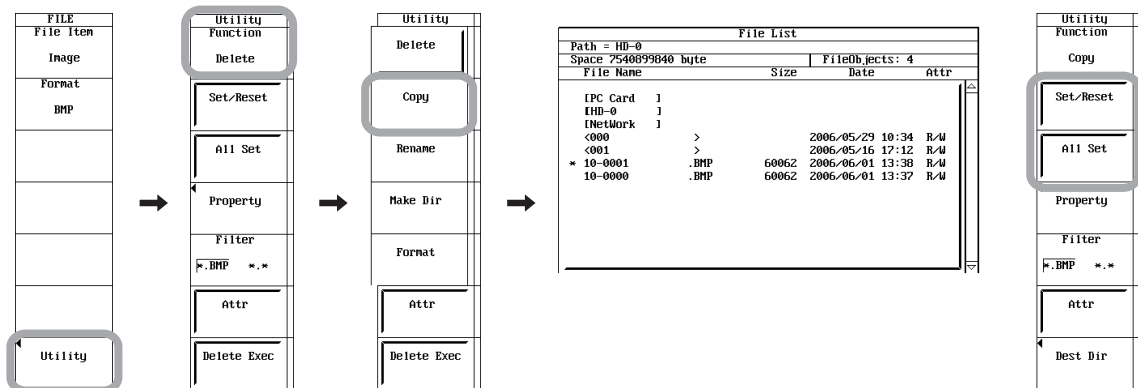 FILE
File Item
Image
Format
BMP
Utility
Utility
Function
Delete
Set/Reset
All Set
Property
Filter
*.BMP *.*
Attr
Delete Exec
Utility
Delete
Copy
Rename
Make Dir
Format
Attr
Delete Exec
File List
Path = HD-0
Space 7540899840 byte FileObjects: 4
File Name Size Date Attr
[PC Card ]
[HD-0 ]
[NetWork ]
<000 > 2006/05/29 10:34 R/W
<001 > 2006/05/16 17:12 R/W
* 10-0001 .BMP 60062 2006/06/01 13:38 R/W
10-0000 .BMP 60062 2006/06/01 13:37 R/W
Utility
Function
Copy
Set/Reset
All Set
Property
Filter
*.BMP *.*
Attr
Dest Dir